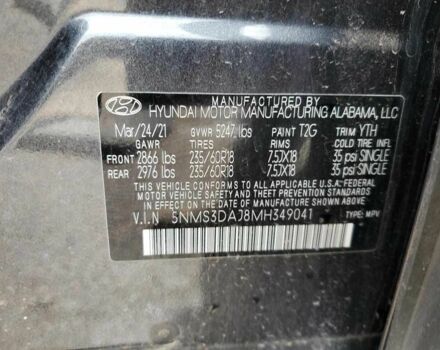 MANUFACTURED BY
HYUNDAI MOTOR MANUFACTURING ALABAMA, LLC
Mar/24/21 GVWR 5247 lbs PAINT T2G TRIM YTH
GAWR TIRES RIMS COLD TIRE INFL.
FRONT 2866 lbs 235/60R18 7.5JX18 35 psi SINGLE
REAR 2976 lbs 235/60R18 7.5JX18 35 psi SINGLE
THIS VEHICLE CONFORMS TO ALL APPLICABLE FEDERAL
MOTOR VEHICLE SAFETY STANDARDS IN EFFECT ON THE
DATE OF MANUFACTURE SHOWN ABOVE.
V.I.N 5NMS3DAJ8MH349041 TYPE: MPV